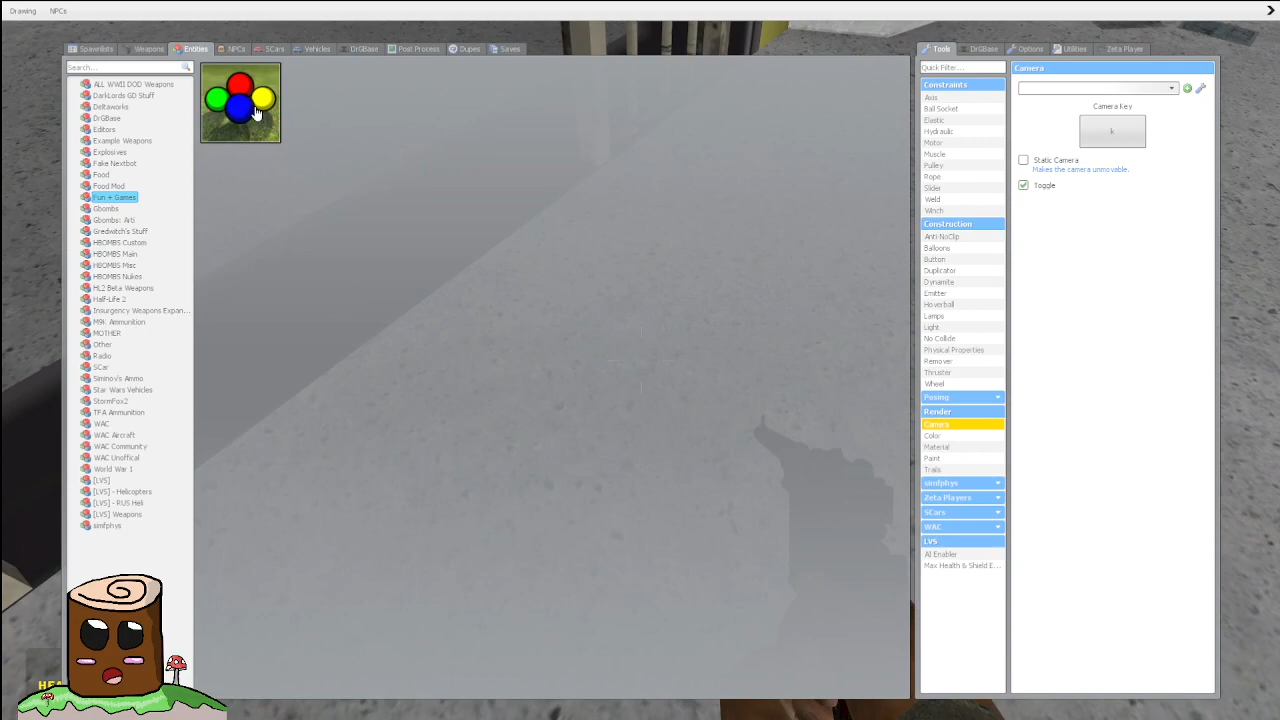 Drawing NPCs
Spawnlists Weapons Entities NPCs SCars Vehicles DrGBase Post Process Dupes Saves
Search...
ALL WWII DOD Weapons
DarkLords GD Stuff
Deltaworks
DrGBase
Editors
Example Weapons
Explosives
Fake Nextbot
Food
Food Mod
Fun + Games
Gbombs
Gbombs: Arti
Gredwitch's Stuff
HBOMBS Custom
HBOMBS Main
HBOMBS Misc
HBOMBS Nukes
HL2 Beta Weapons
Half-Life 2
Insurgency Weapons Expan...
M9K Ammunition
MOTHER
Other
Radio
SCar
Siminov's Ammo
Star Wars Vehicles
StormFox2
TFA Ammunition
WAC
WAC Aircraft
WAC Community
WAC Unoffical
World War 1
[LVS]
[LVS] - Helicopters
[LVS] - RUS Heli
[LVS] Weapons
simfphys
Tools DrGBase Options Utilities Zeta Player
Quick Filter...
Constraints
Axis
Ball Socket
Elastic
Hydraulic
Motor
Muscle
Pulley
Rope
Slider
Weld
Winch
Construction
Anti-NoClip
Balloons
Button
Duplicator
Dynamite
Emitter
Hoverball
Lamps
Light
No Collide
Physical Properties
Remover
Thruster
Wheel
Posing
Render
Camera
Color
Material
Paint
Trails
simfphys
Zeta Players
SCars
WAC
LVS
AI Enabler
Max Health & Shield E...
Camera
Camera Key
k
Static Camera
Makes the camera unmovable.
Toggle